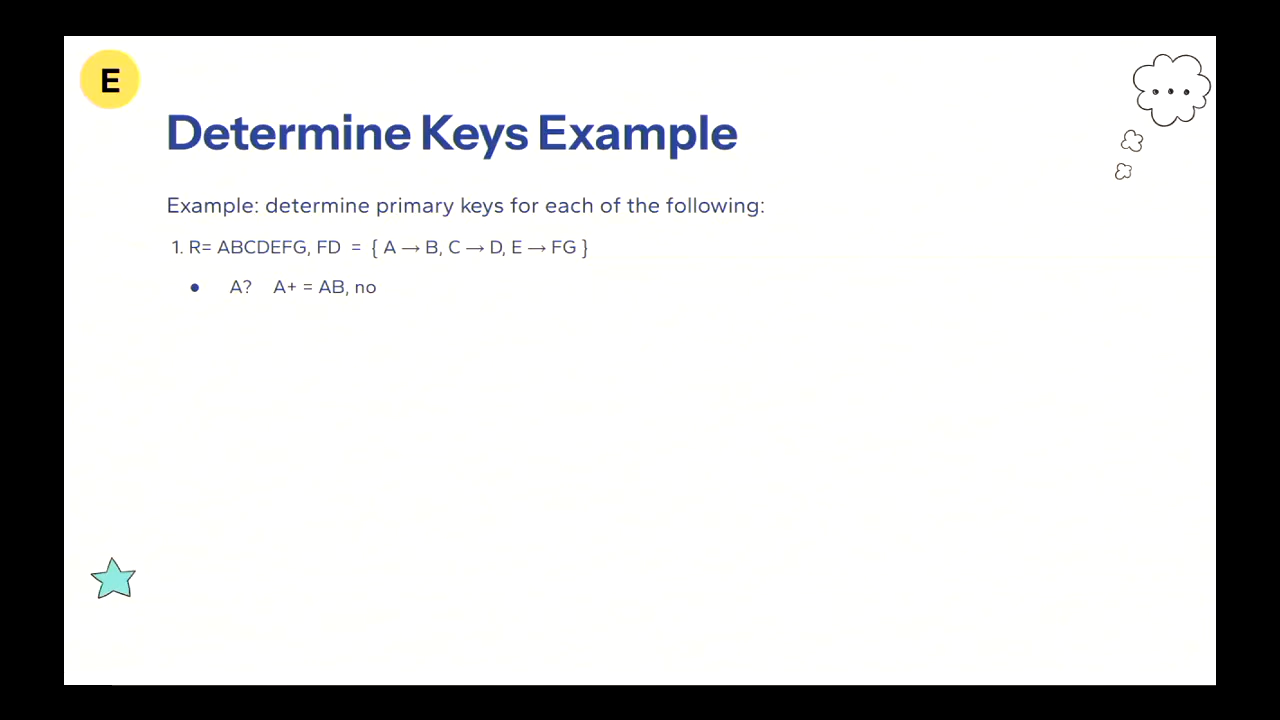 E
Determine Keys Example
Example: determine primary keys for each of the following:
1. R= ABCDEFG, FD = { A → B, C → D, E → FG }
● A? A+ = AB, no